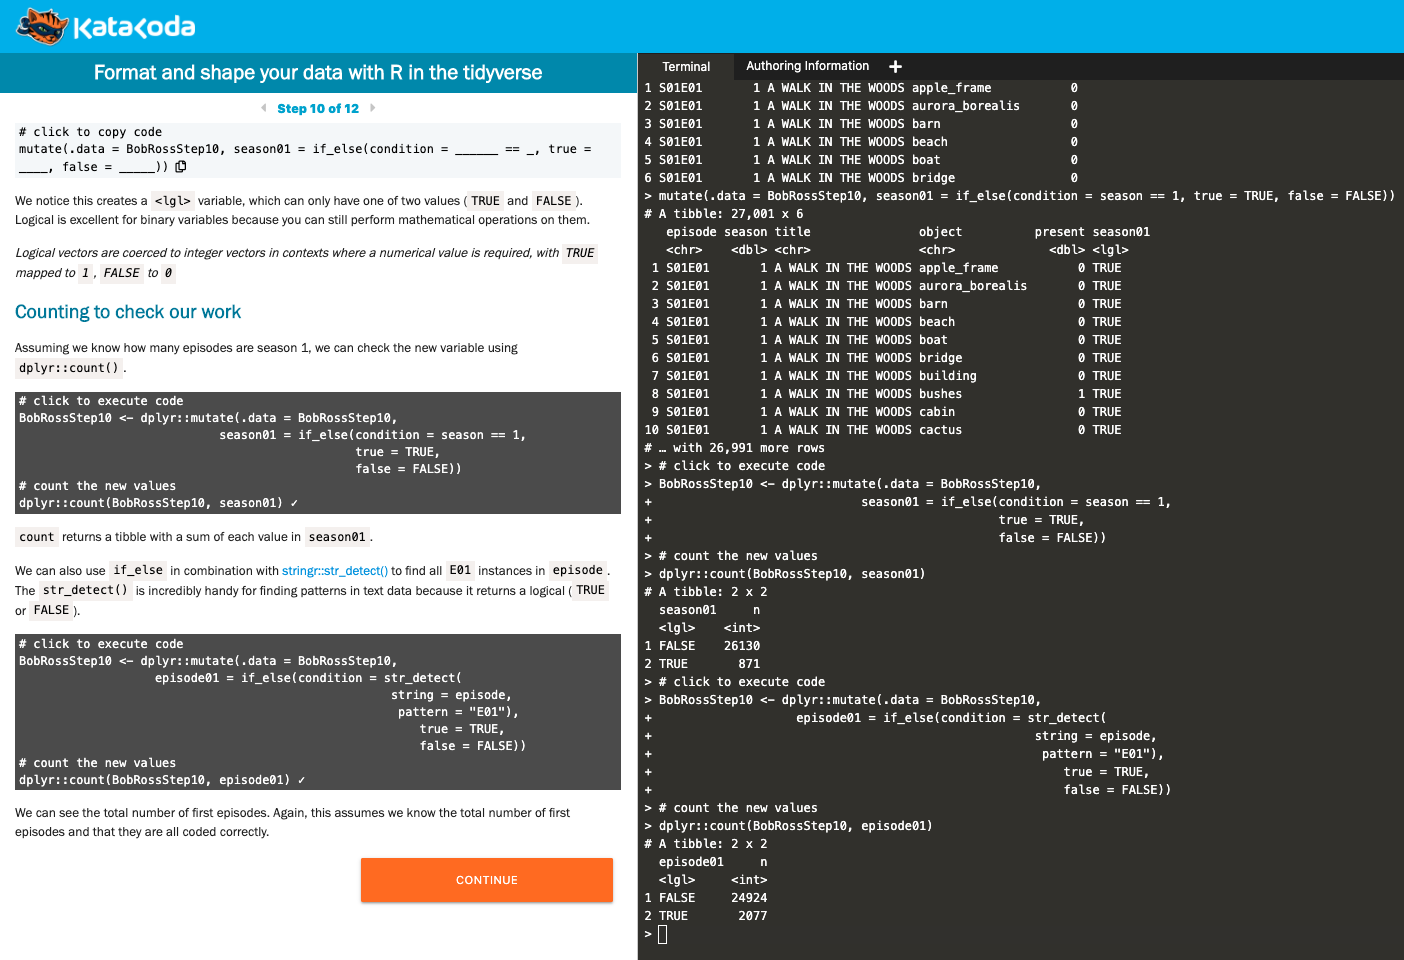 KataKoda
Format and shape your data with R in the tidyverse
Step 10 of 12
# click to copy code
mutate(.data = BobRossStep10, season01 = if_else(condition = ______ == _, true =
____, false = _____))
We notice this creates a <lgl> variable, which can only have one of two values ( TRUE and FALSE ).
Logical is excellent for binary variables because you can still perform mathematical operations on them.
Logical vectors are coerced to integer vectors in contexts where a numerical value is required, with TRUE
mapped to 1 , FALSE to 0
Counting to check our work
Assuming we know how many episodes are season 1, we can check the new variable using
dplyr::count() .
# click to execute code
BobRossStep10 <- dplyr::mutate(.data = BobRossStep10,
season01 = if_else(condition = season == 1,
true = TRUE,
false = FALSE))
# count the new values
dplyr::count(BobRossStep10, season01) ✓
count returns a tibble with a sum of each value in season01 .
We can also use if_else in combination with stringr::str_detect() to find all E01 instances in episode .
The str_detect() is incredibly handy for finding patterns in text data because it returns a logical ( TRUE
or FALSE ).
# click to execute code
BobRossStep10 <- dplyr::mutate(.data = BobRossStep10,
episode01 = if_else(condition = str_detect(
string = episode,
pattern = "E01"),
true = TRUE,
false = FALSE))
# count the new values
dplyr::count(BobRossStep10, episode01) ✓
We can see the total number of first episodes. Again, this assumes we know the total number of first
episodes and that they are all coded correctly.
CONTINUE
Terminal Authoring Information +
1 S01E01 1 A WALK IN THE WOODS apple_frame 0
2 S01E01 1 A WALK IN THE WOODS aurora_borealis 0
3 S01E01 1 A WALK IN THE WOODS barn 0
4 S01E01 1 A WALK IN THE WOODS beach 0
5 S01E01 1 A WALK IN THE WOODS boat 0
6 S01E01 1 A WALK IN THE WOODS bridge 0
> mutate(.data = BobRossStep10, season01 = if_else(condition = season == 1, true = TRUE, false = FALSE))
# A tibble: 27,001 x 6
episode season title object present season01
<chr> <dbl> <chr> <chr> <dbl> <lgl>
1 S01E01 1 A WALK IN THE WOODS apple_frame 0 TRUE
2 S01E01 1 A WALK IN THE WOODS aurora_borealis 0 TRUE
3 S01E01 1 A WALK IN THE WOODS barn 0 TRUE
4 S01E01 1 A WALK IN THE WOODS beach 0 TRUE
5 S01E01 1 A WALK IN THE WOODS boat 0 TRUE
6 S01E01 1 A WALK IN THE WOODS bridge 0 TRUE
7 S01E01 1 A WALK IN THE WOODS building 0 TRUE
8 S01E01 1 A WALK IN THE WOODS bushes 1 TRUE
9 S01E01 1 A WALK IN THE WOODS cabin 0 TRUE
10 S01E01 1 A WALK IN THE WOODS cactus 0 TRUE
# … with 26,991 more rows
> # click to execute code
> BobRossStep10 <- dplyr::mutate(.data = BobRossStep10,
+ season01 = if_else(condition = season == 1,
+ true = TRUE,
+ false = FALSE))
> # count the new values
> dplyr::count(BobRossStep10, season01)
# A tibble: 2 x 2
season01 n
<lgl> <int>
1 FALSE 26130
2 TRUE 871
> # click to execute code
> BobRossStep10 <- dplyr::mutate(.data = BobRossStep10,
+ episode01 = if_else(condition = str_detect(
+ string = episode,
+ pattern = "E01"),
+ true = TRUE,
+ false = FALSE))
> # count the new values
> dplyr::count(BobRossStep10, episode01)
# A tibble: 2 x 2
episode01 n
<lgl> <int>
1 FALSE 24924
2 TRUE 2077
>